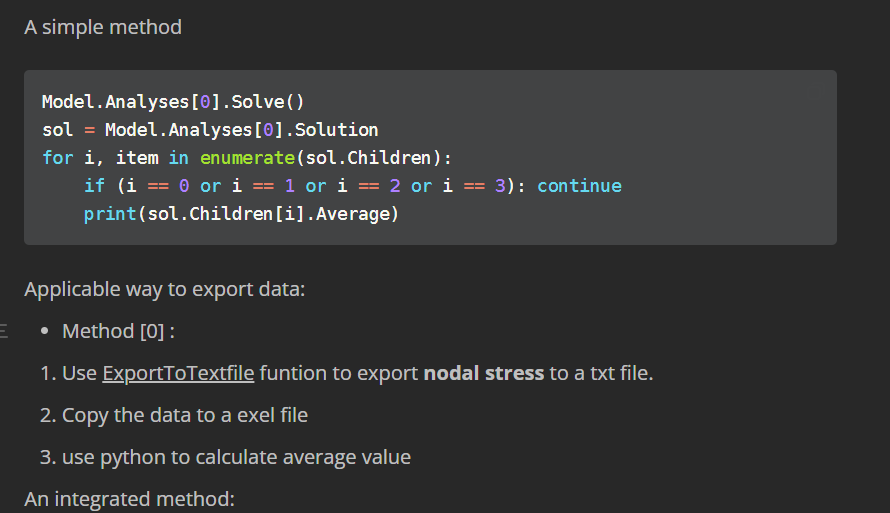 A simple method
Model.Analyses[0].Solve()
sol = Model.Analyses[0].Solution
for i, item in enumerate(sol.Children):
    if (i == 0 or i == 1 or i == 2 or i == 3): continue
    print(sol.Children[i].Average)
Applicable way to export data:
• Method [0] :
1. Use ExportToTextfile funtion to export nodal stress to a txt file.
2. Copy the data to a exel file
3. use python to calculate average value
An integrated method: